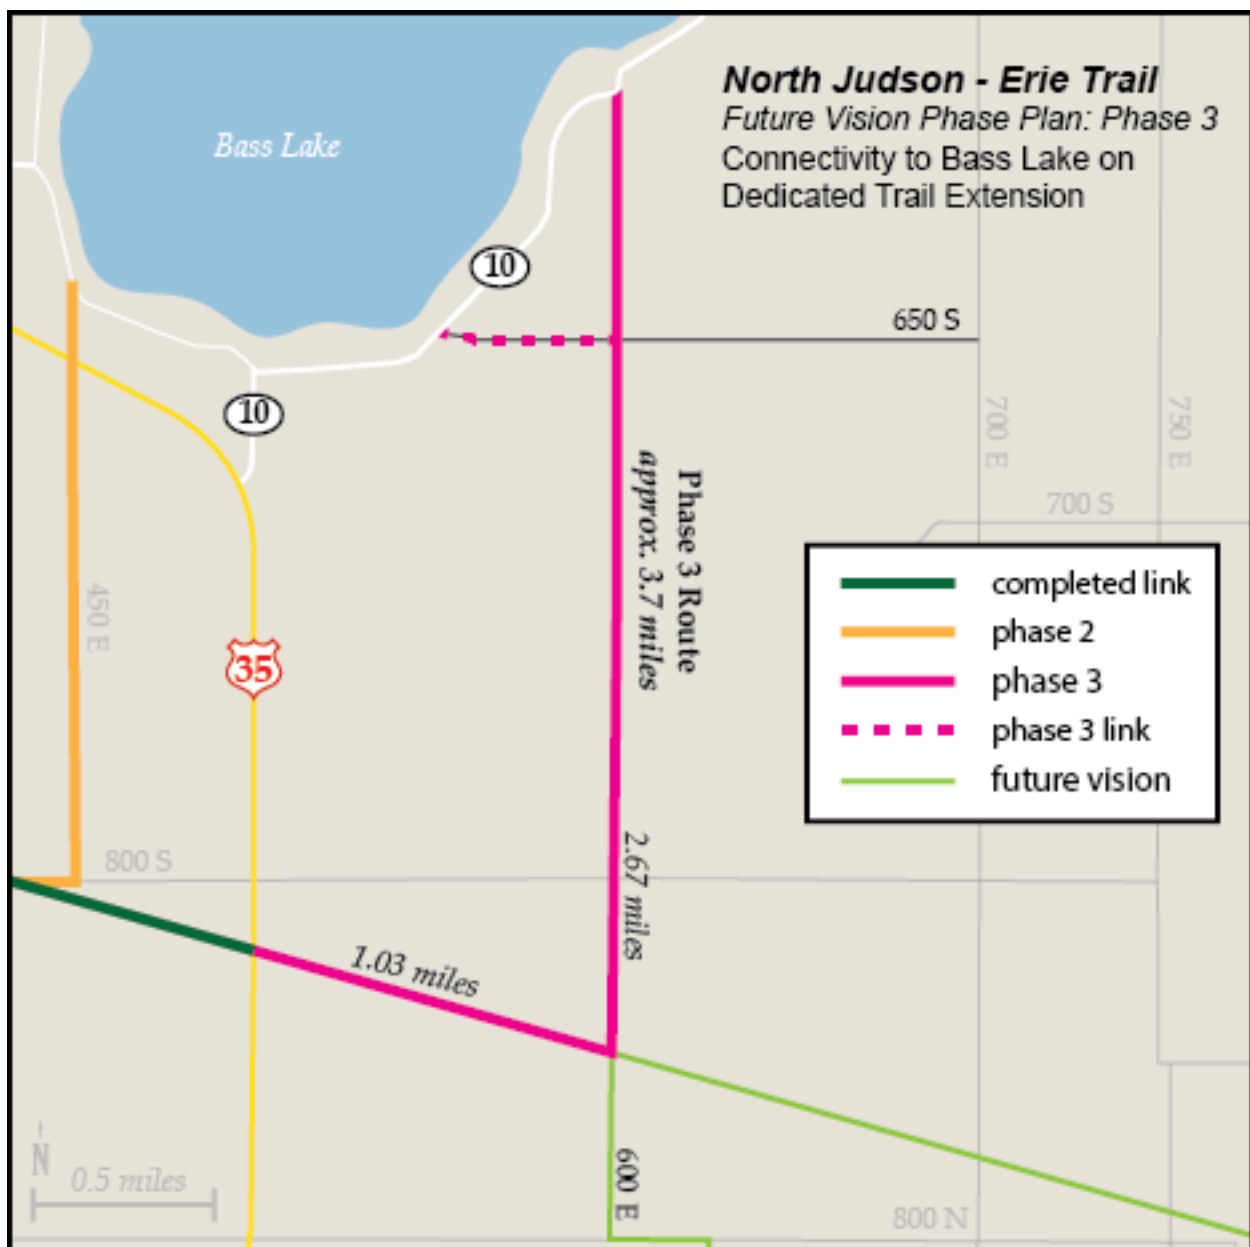 North Judson - Erie Trail
Future Vision Phase Plan: Phase 3
Connectivity to Bass Lake on
Dedicated Trail Extension
Bass Lake
10
650 S
10
700 E
750 E
Phase 3 Route
approx. 3.7 miles
700 S
450 E
35
completed link
phase 2
phase 3
phase 3 link
future vision
800 S
2.67 miles
1.03 miles
N
0.5 miles
600 E
800 N